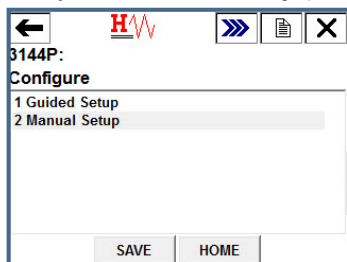 H
3144P:
Configure
1 Guided Setup
2 Manual Setup
SAVE HOME